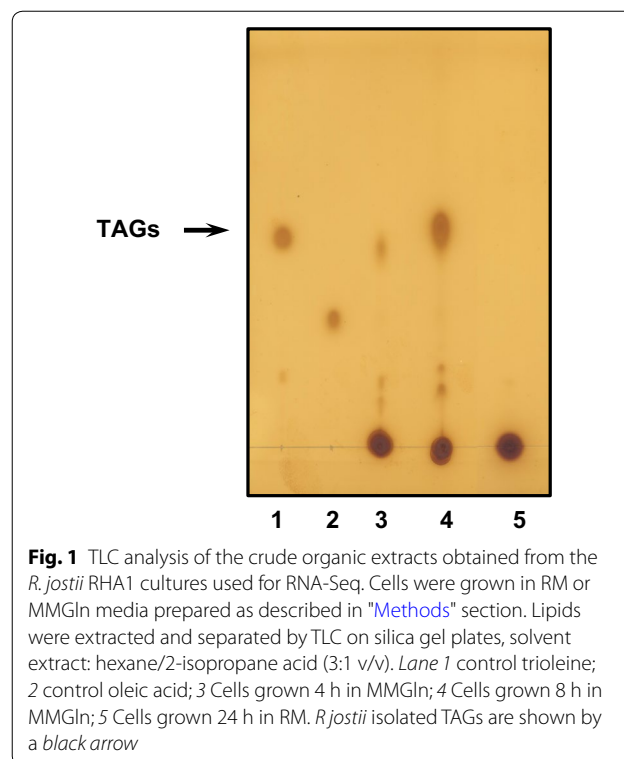 TAGs
1 2 3 4 5
Fig. 1 TLC analysis of the crude organic extracts obtained from the
R. jostii RHA1 cultures used for RNA-Seq. Cells were grown in RM or
MMGln media prepared as described in "Methods" section. Lipids
were extracted and separated by TLC on silica gel plates, solvent
extract: hexane/2-isopropane acid (3:1 v/v). Lane 1 control trioleine;
2 control oleic acid; 3 Cells grown 4 h in MMGln; 4 Cells grown 8 h in
MMGln; 5 Cells grown 24 h in RM. R jostii isolated TAGs are shown by
a black arrow